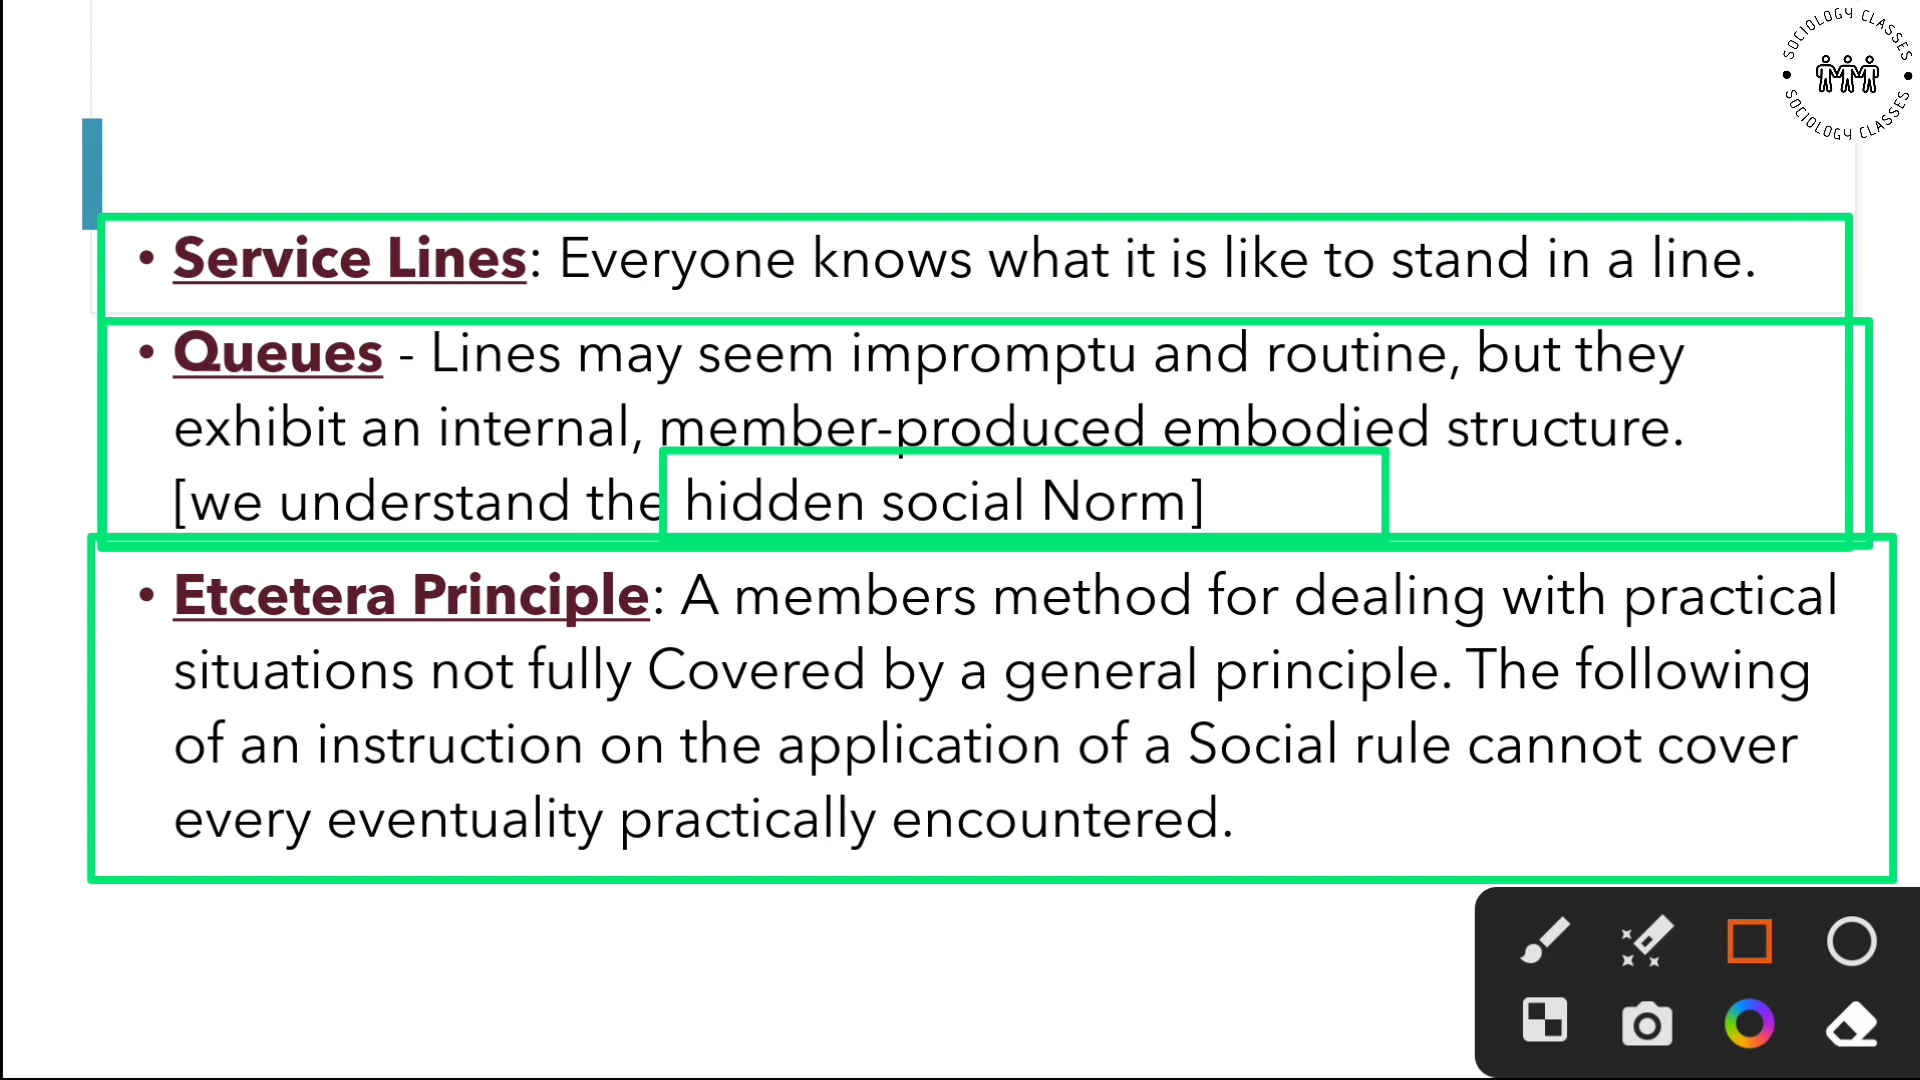 SOCIOLOGY CLASSES
SOCIOLOGY CLASSES
• Service Lines: Everyone knows what it is like to stand in a line.
• Queues - Lines may seem impromptu and routine, but they
exhibit an internal, member-produced embodied structure.
[we understand the hidden social Norm]
• Etcetera Principle: A members method for dealing with practical
situations not fully Covered by a general principle. The following
of an instruction on the application of a Social rule cannot cover
every eventuality practically encountered.